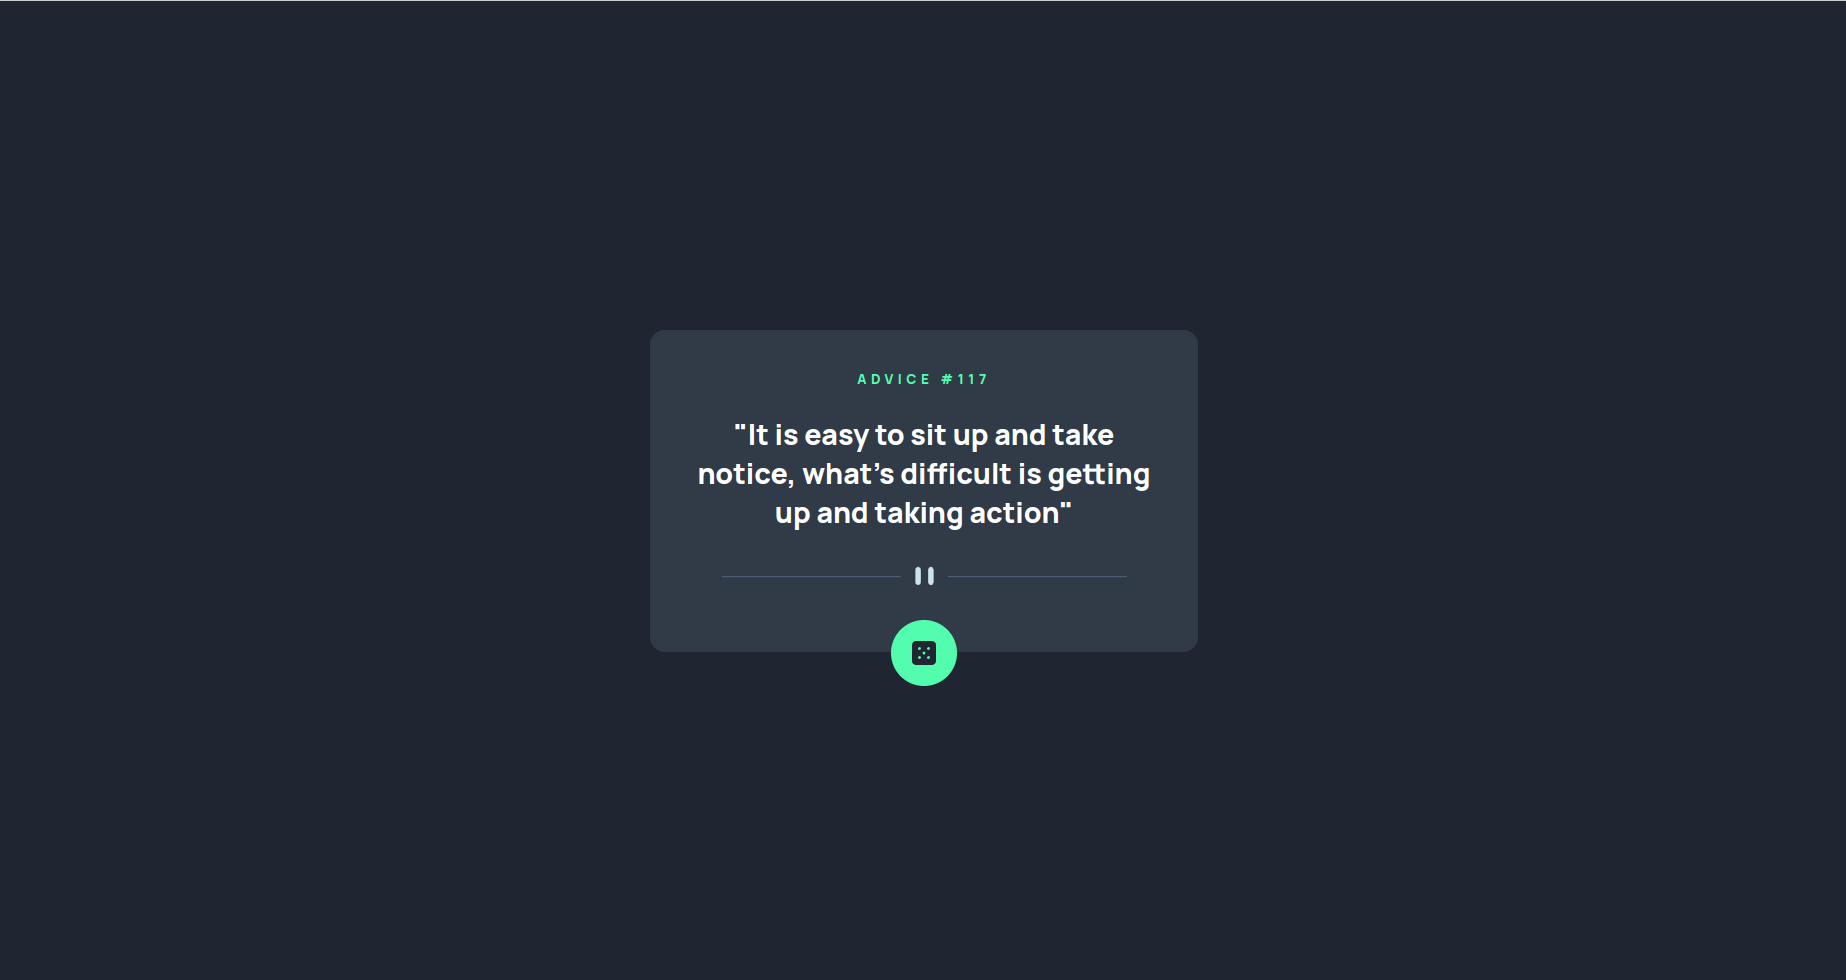 ADVICE #117
"It is easy to sit up and take
notice, what's difficult is getting
up and taking action"